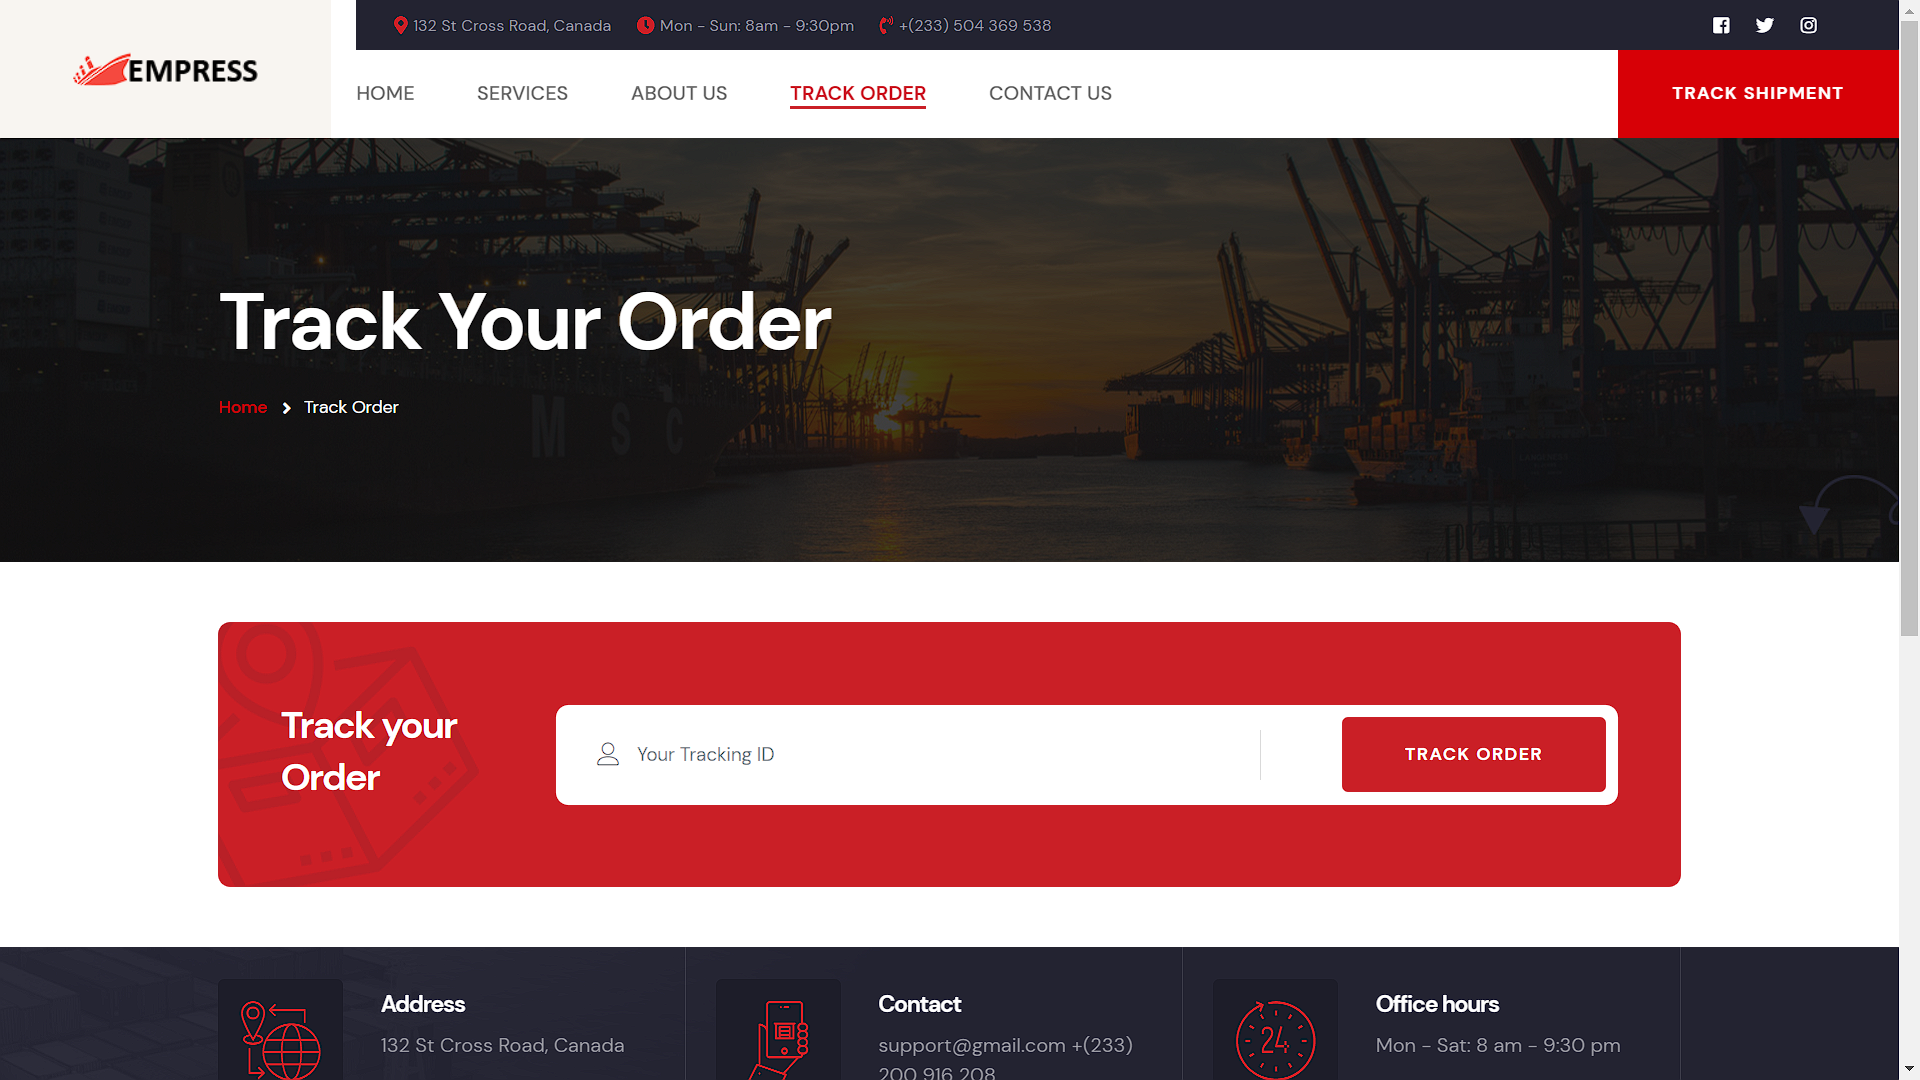 132 St Cross Road, Canada
Mon - Sun: 8am - 9:30pm
+(233) 504 369 538
EMPRESS
HOME
SERVICES
ABOUT US
TRACK ORDER
CONTACT US
TRACK SHIPMENT
Track Your Order
Home
Track Order
M S C
Track your
Order
Your Tracking ID
TRACK ORDER
Address
132 St Cross Road, Canada
Contact
support@gmail.com +(233)
200 916 208
24
Office hours
Mon - Sat: 8 am - 9:30 pm